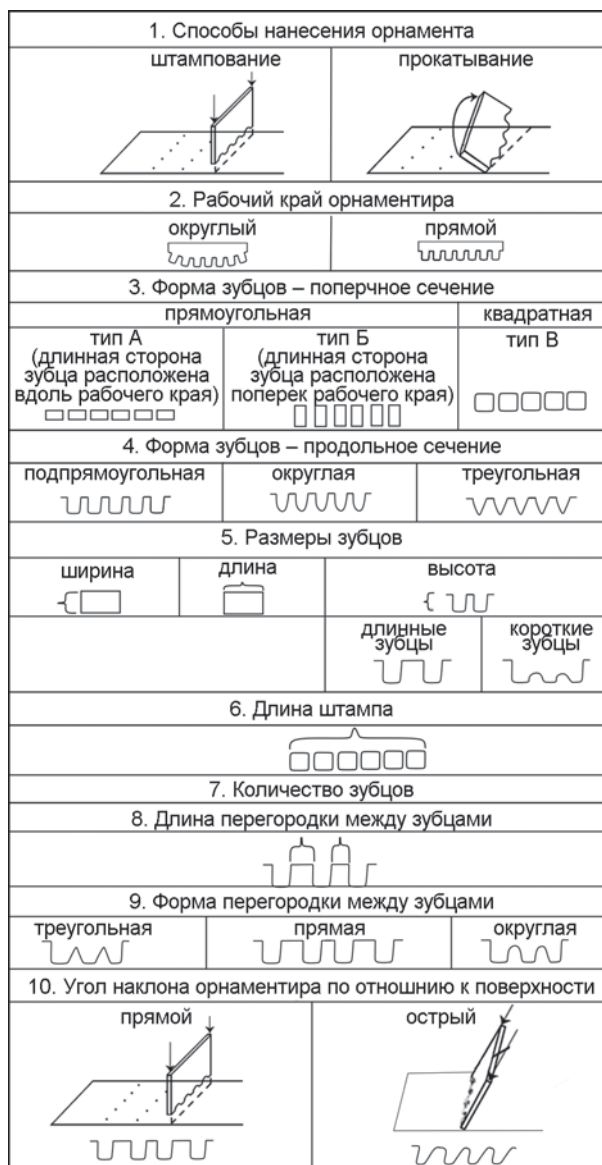 1. Способы нанесения орнамента
штампование
прокатывание
2. Рабочий край орнаментира
округлый
прямой
3. Форма зубцов – поперчное сечение
прямоугольная
квадратная
тип А
(длинная сторона
зубца расположена
вдоль рабочего края)
тип Б
(длинная сторона
зубца расположена
поперек рабочего края)
тип В
4. Форма зубцов – продольное сечение
подпрямоугольная
округлая
треугольная
5. Размеры зубцов
ширина
длина
высота
длинные
зубцы
короткие
зубцы
6. Длина штампа
7. Количество зубцов
8. Длина перегородки между зубцами
9. Форма перегородки между зубцами
треугольная
прямая
округлая
10. Угол наклона орнаментира по отношнию к поверхности
прямой
острый